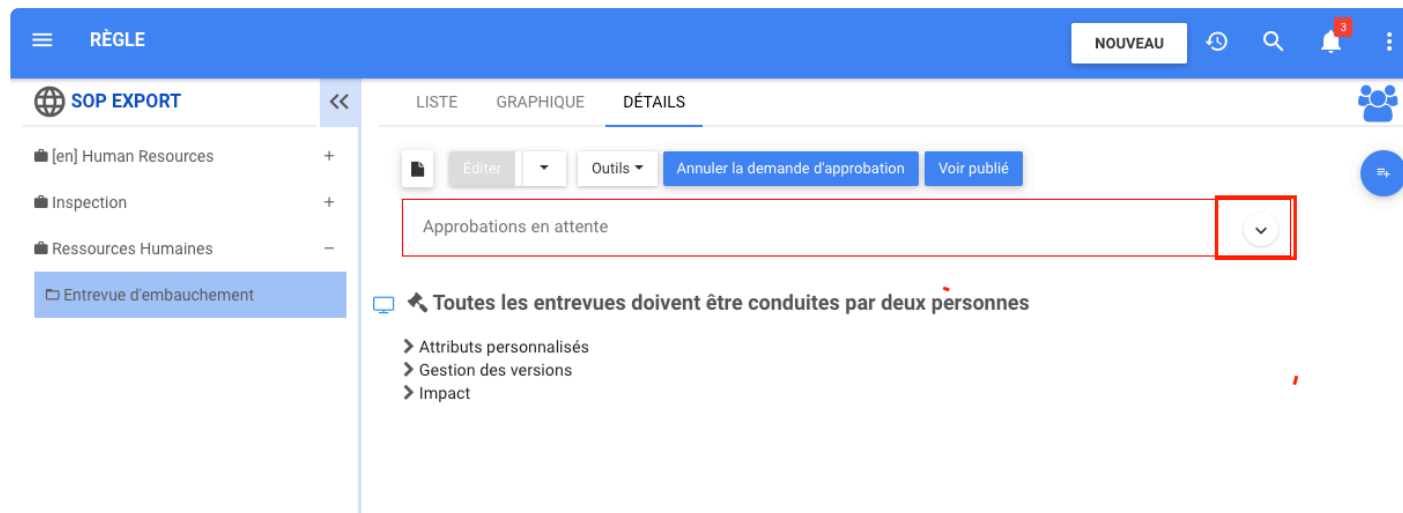 RÈGLE
NOUVEAU
3
SOP EXPORT
LISTE GRAPHIQUE DÉTAILS
[en] Human Resources
Inspection
Ressources Humaines
Entrevue d'embauchement
Éditer Outils Annuler la demande d'approbation Voir publié
Approbations en attente
Toutes les entrevues doivent être conduites par deux personnes
Attributs personnalisés
Gestion des versions
Impact